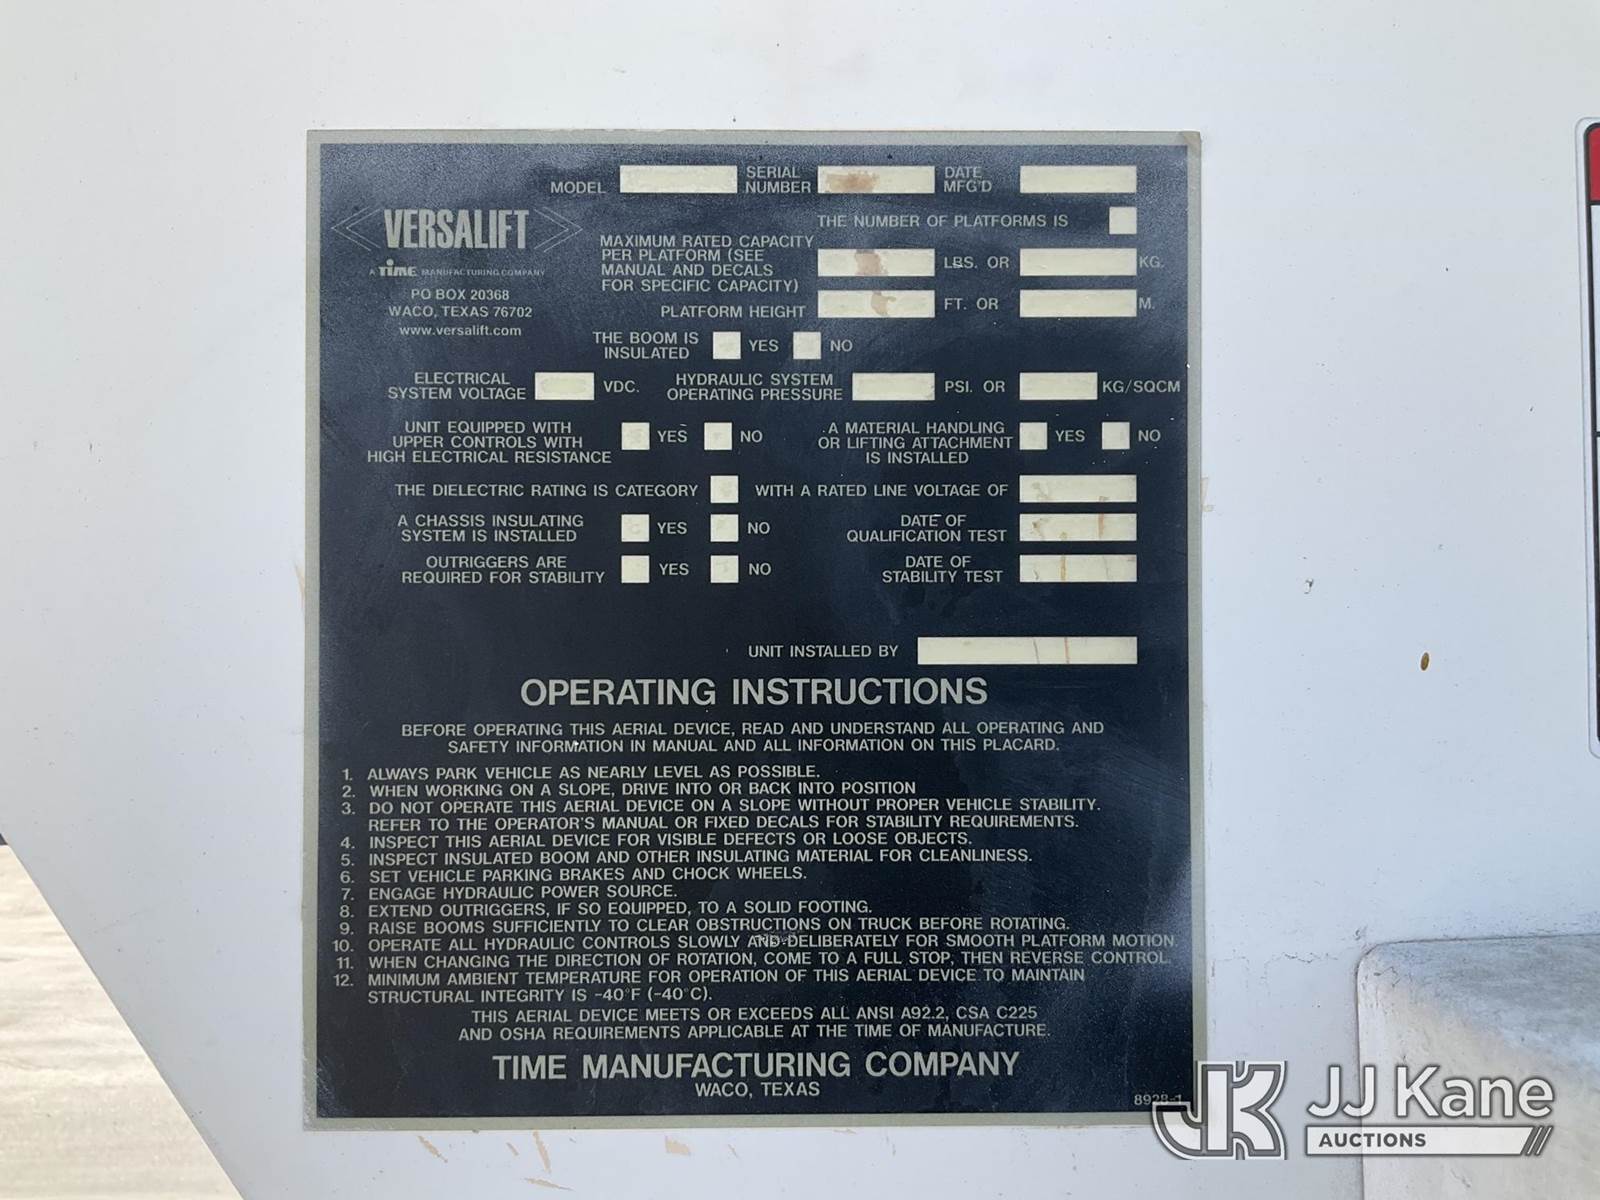 MODEL SERIAL NUMBER DATE MFG'D
THE NUMBER OF PLATFORMS IS
VERSALIFT
A TIME MANUFACTURING COMPANY
PO BOX 20368
WACO, TEXAS 76702
www.versalift.com
MAXIMUM RATED CAPACITY
PER PLATFORM (SEE
MANUAL AND DECALS
FOR SPECIFIC CAPACITY)
LBS. OR KG.
PLATFORM HEIGHT FT. OR M.
THE BOOM IS
INSULATED YES NO
ELECTRICAL
SYSTEM VOLTAGE VDC.
HYDRAULIC SYSTEM
OPERATING PRESSURE PSI. OR KG/SQCM
UNIT EQUIPPED WITH
UPPER CONTROLS WITH
HIGH ELECTRICAL RESISTANCE YES NO
A MATERIAL HANDLING
OR LIFTING ATTACHMENT
IS INSTALLED YES NO
THE DIELECTRIC RATING IS CATEGORY WITH A RATED LINE VOLTAGE OF
A CHASSIS INSULATING
SYSTEM IS INSTALLED YES NO
DATE OF
QUALIFICATION TEST
OUTRIGGERS ARE
REQUIRED FOR STABILITY YES NO
DATE OF
STABILITY TEST
UNIT INSTALLED BY
OPERATING INSTRUCTIONS
BEFORE OPERATING THIS AERIAL DEVICE, READ AND UNDERSTAND ALL OPERATING AND
SAFETY INFORMATION IN MANUAL AND ALL INFORMATION ON THIS PLACARD.
1. ALWAYS PARK VEHICLE AS NEARLY LEVEL AS POSSIBLE.
2. WHEN WORKING ON A SLOPE, DRIVE INTO OR BACK INTO POSITION
3. DO NOT OPERATE THIS AERIAL DEVICE ON A SLOPE WITHOUT PROPER VEHICLE STABILITY.
REFER TO THE OPERATOR'S MANUAL OR FIXED DECALS FOR STABILITY REQUIREMENTS.
4. INSPECT THIS AERIAL DEVICE FOR VISIBLE DEFECTS OR LOOSE OBJECTS.
5. INSPECT INSULATED BOOM AND OTHER INSULATING MATERIAL FOR CLEANLINESS.
6. SET VEHICLE PARKING BRAKES AND CHOCK WHEELS.
7. ENGAGE HYDRAULIC POWER SOURCE.
8. EXTEND OUTRIGGERS, IF SO EQUIPPED, TO A SOLID FOOTING.
9. RAISE BOOMS SUFFICIENTLY TO CLEAR OBSTRUCTIONS ON TRUCK BEFORE ROTATING.
10. OPERATE ALL HYDRAULIC CONTROLS SLOWLY AND DELIBERATELY FOR SMOOTH PLATFORM MOTION.
11. WHEN CHANGING THE DIRECTION OF ROTATION, COME TO A FULL STOP, THEN REVERSE CONTROL.
12. MINIMUM AMBIENT TEMPERATURE FOR OPERATION OF THIS AERIAL DEVICE TO MAINTAIN
STRUCTURAL INTEGRITY IS -40°F (-40°C).
THIS AERIAL DEVICE MEETS OR EXCEEDS ALL ANSI A92.2, CSA C225
AND OSHA REQUIREMENTS APPLICABLE AT THE TIME OF MANUFACTURE.
TIME MANUFACTURING COMPANY
WACO, TEXAS
8928-1
JK JJ Kane
AUCTIONS